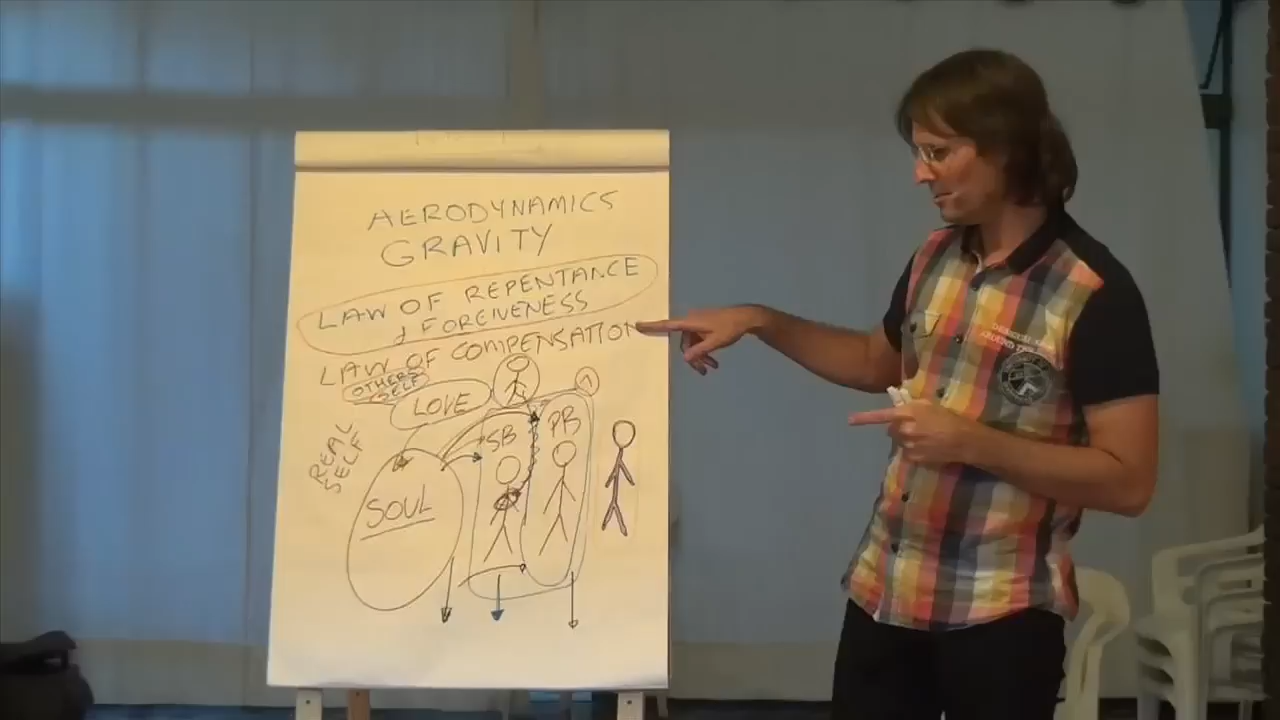 AERODYNAMICS
GRAVITY
LAW OF REPENTANCE
& FORGIVENESS
LAW OF COMPENSATION
OTHERS
SELF
LOVE
REAL
SELF
SB
PB
SOUL